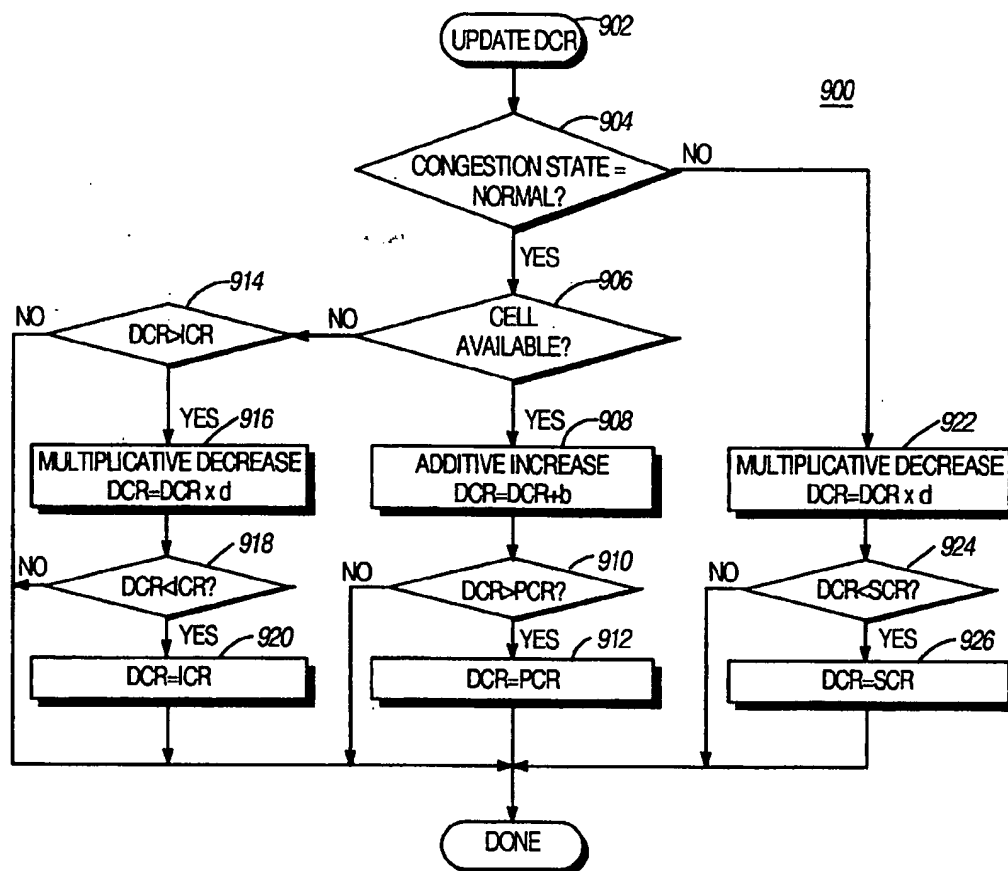 UPDATE DCR
902
900
904
CONGESTION STATE =
NORMAL?
NO
YES
906
CELL
AVAILABLE?
NO
914
DCR>ICR
NO
YES
916
MULTIPLICATIVE DECREASE
DCR=DCR x d
YES
908
ADDITIVE INCREASE
DCR=DCR+b
922
MULTIPLICATIVE DECREASE
DCR=DCR x d
918
DCR<ICR?
NO
910
DCR>PCR?
NO
924
DCR<SCR?
NO
YES
920
DCR=ICR
YES
912
DCR=PCR
YES
926
DCR=SCR
DONE